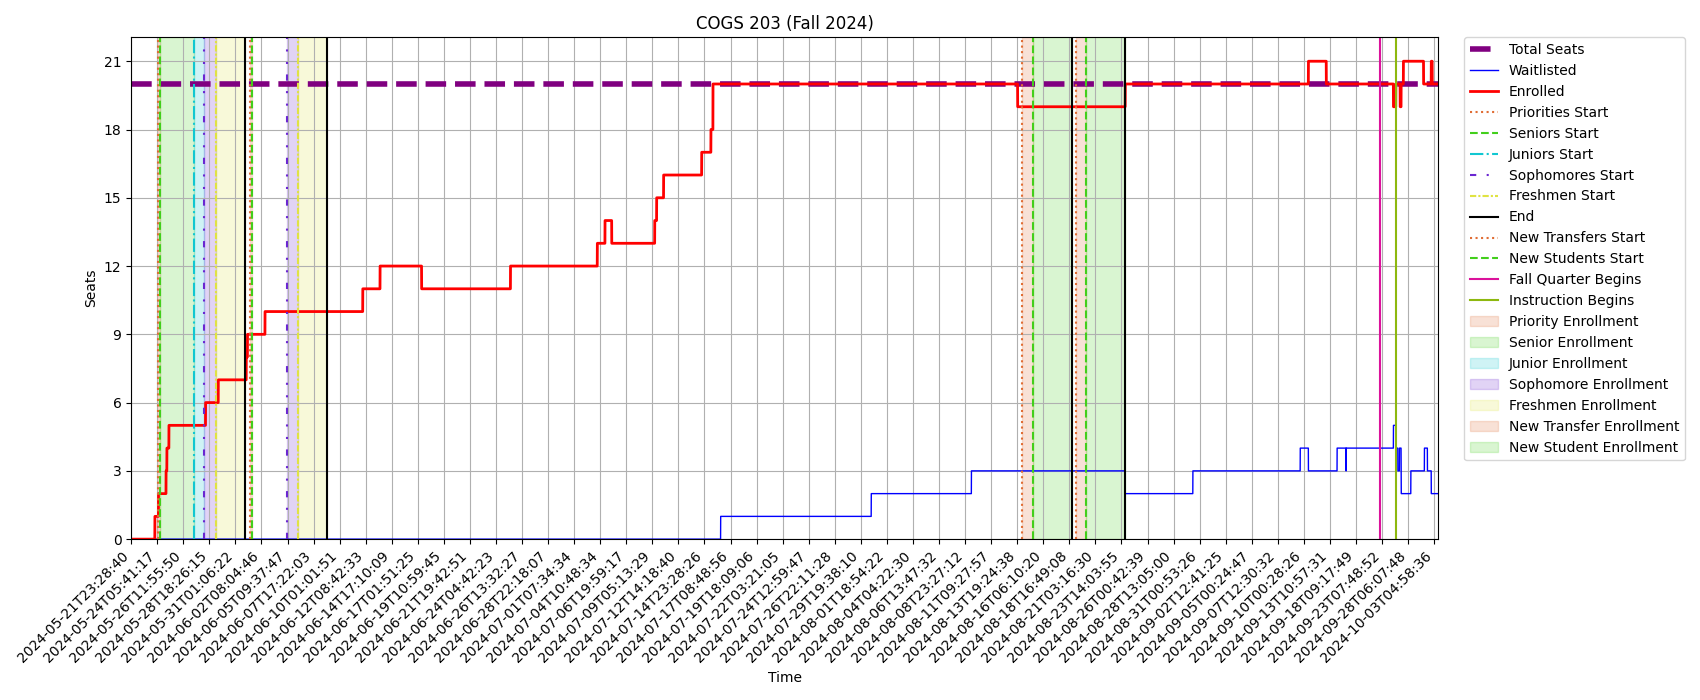 COGS 203 (Fall 2024)
Seats
21
18
15
12
9
6
3
0
2024-05-21T23:28:40
2024-05-24T05:41:17
2024-05-26T11:55:50
2024-05-28T18:26:15
2024-05-31T01:06:22
2024-06-02T08:04:46
2024-06-05T09:37:47
2024-06-07T17:22:03
2024-06-10T01:01:51
2024-06-12T08:42:33
2024-06-14T17:10:09
2024-06-17T01:51:25
2024-06-19T10:59:45
2024-06-21T19:42:51
2024-06-24T04:42:23
2024-06-26T13:32:27
2024-06-28T22:18:07
2024-07-01T07:34:34
2024-07-04T10:48:34
2024-07-06T19:59:17
2024-07-09T05:13:29
2024-07-12T14:18:40
2024-07-14T23:28:26
2024-07-17T08:48:56
2024-07-19T18:09:06
2024-07-22T03:21:05
2024-07-24T12:59:47
2024-07-26T22:11:28
2024-07-29T19:38:10
2024-08-01T18:54:22
2024-08-04T04:22:30
2024-08-06T13:47:32
2024-08-08T23:27:12
2024-08-11T09:27:57
2024-08-13T19:24:38
2024-08-16T06:10:20
2024-08-18T16:49:08
2024-08-21T03:16:30
2024-08-23T14:03:55
2024-08-26T00:42:39
2024-08-28T13:05:00
2024-08-31T00:53:26
2024-09-02T12:41:25
2024-09-05T00:24:47
2024-09-07T12:30:32
2024-09-10T00:28:26
2024-09-13T10:57:31
2024-09-18T09:17:49
2024-09-23T07:48:52
2024-09-28T06:07:48
2024-10-03T04:58:36
Time
Total Seats
Waitlisted
Enrolled
Priorities Start
Seniors Start
Juniors Start
Sophomores Start
Freshmen Start
End
New Transfers Start
New Students Start
Fall Quarter Begins
Instruction Begins
Priority Enrollment
Senior Enrollment
Junior Enrollment
Sophomore Enrollment
Freshmen Enrollment
New Transfer Enrollment
New Student Enrollment